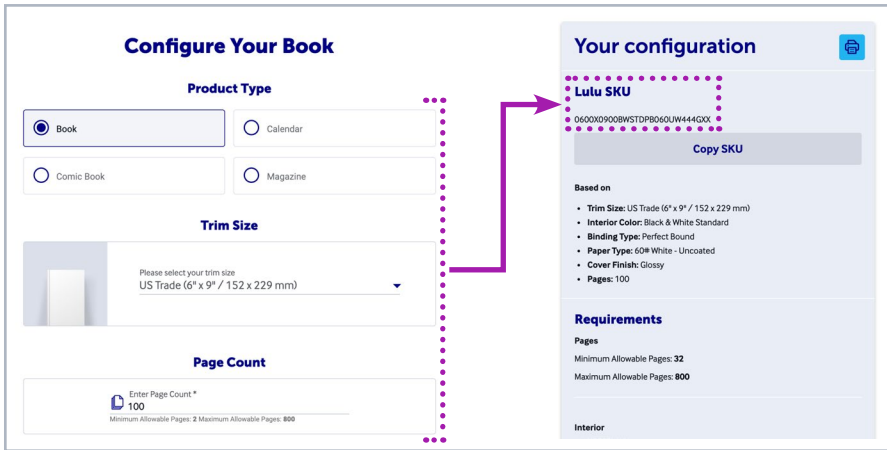 Configure Your Book
Product Type
Book
Calendar
Comic Book
Magazine
Trim Size
Please select your trim size
US Trade (6" x 9" / 152 x 229 mm)
Page Count
Enter Page Count *
100
Minimum Allowable Pages: 2 Maximum Allowable Pages: 800
Your configuration
Lulu SKU
0600X0900BWSTDPB060UW444GXX
Copy SKU
Based on
• Trim Size: US Trade (6" x 9" / 152 x 229 mm)
• Interior Color: Black & White Standard
• Binding Type: Perfect Bound
• Paper Type: 60# White - Uncoated
• Cover Finish: Glossy
• Pages: 100
Requirements
Pages
Minimum Allowable Pages: 32
Maximum Allowable Pages: 800
Interior